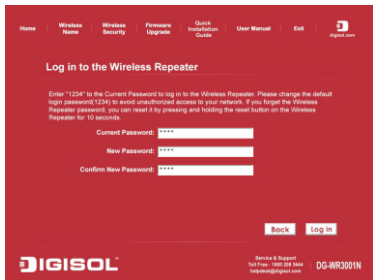 Home
Wireless Name
Wireless Security
Firmware Upgrade
Quick Installation Guide
User Manual
Exit
digisol.com
Log in to the Wireless Repeater
Enter "1234" to the Current Password to log in to the Wireless Repeater. Please change the default
login password(1234) to avoid unauthorized access to your network. If you forget the Wireless
Repeater password, you can reset it by pressing and holding the reset button on the Wireless
Repeater for 10 seconds.
Current Password: ****
New Password: ****
Confirm New Password: ****
Back Log in
DIGISOL
Service & Support
Toll Free - 1800 209 3444
helpdesk@digisol.com
DG-WR3001N